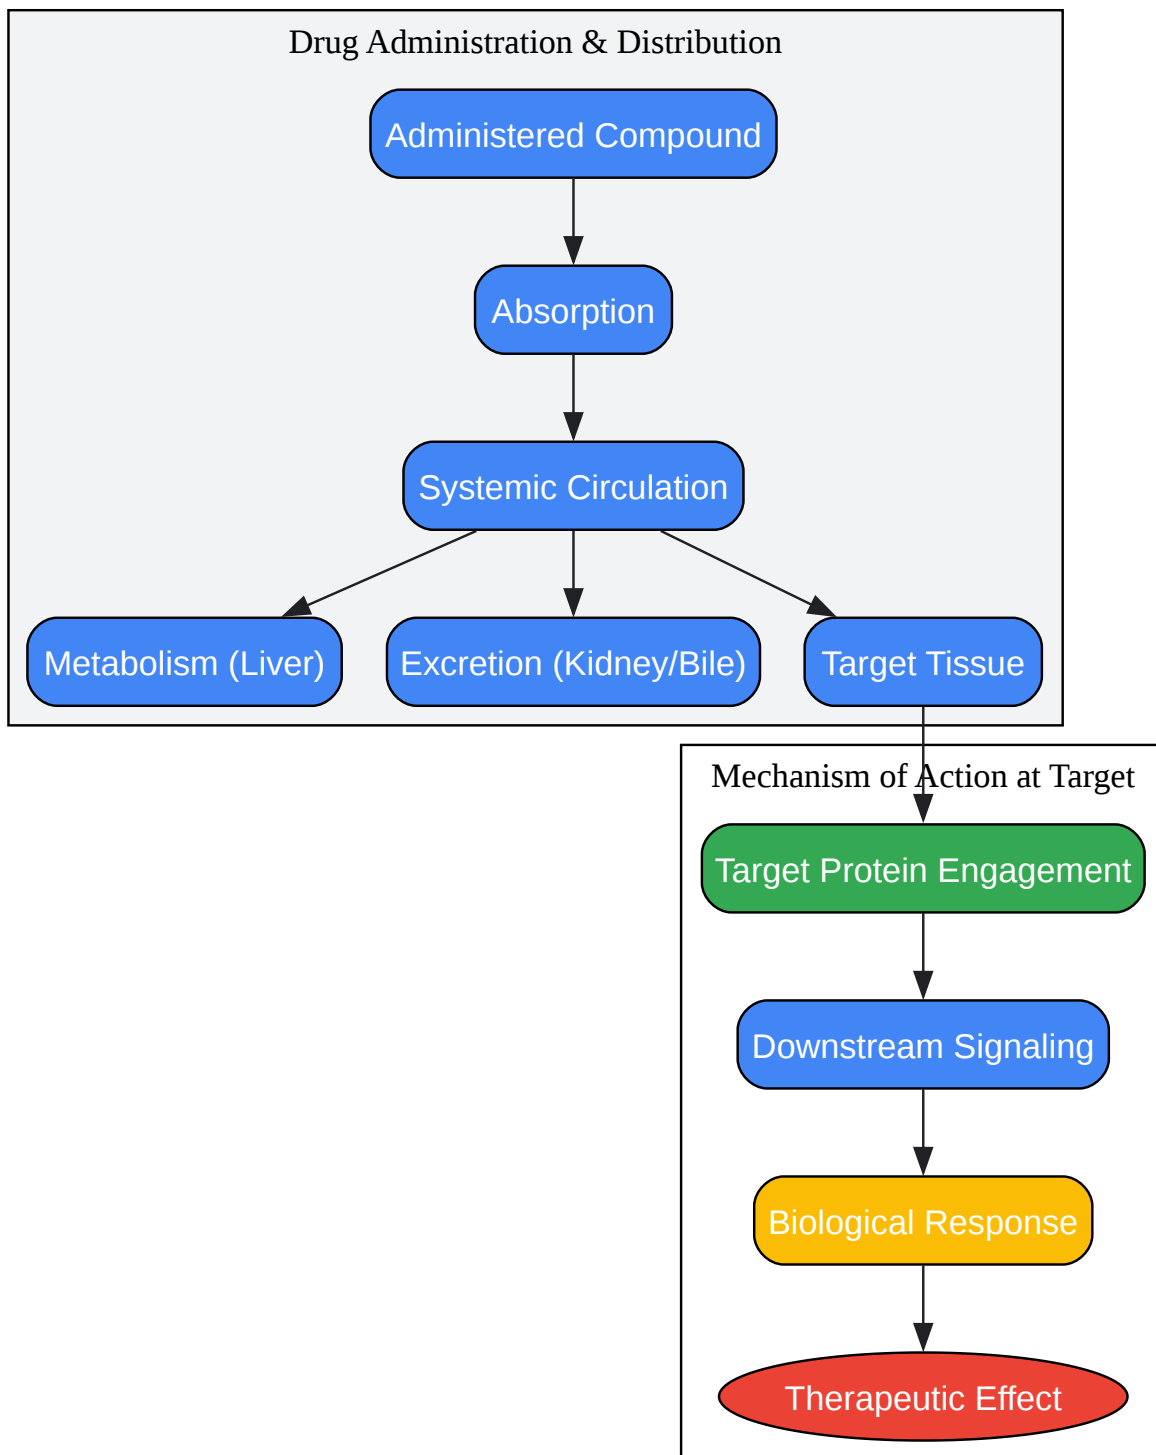 Drug Administration & Distribution
Administered Compound
Absorption
Systemic Circulation
Metabolism (Liver)
Excretion (Kidney/Bile)
Target Tissue
Mechanism of Action at Target
Target Protein Engagement
Downstream Signaling
Biological Response
Therapeutic Effect